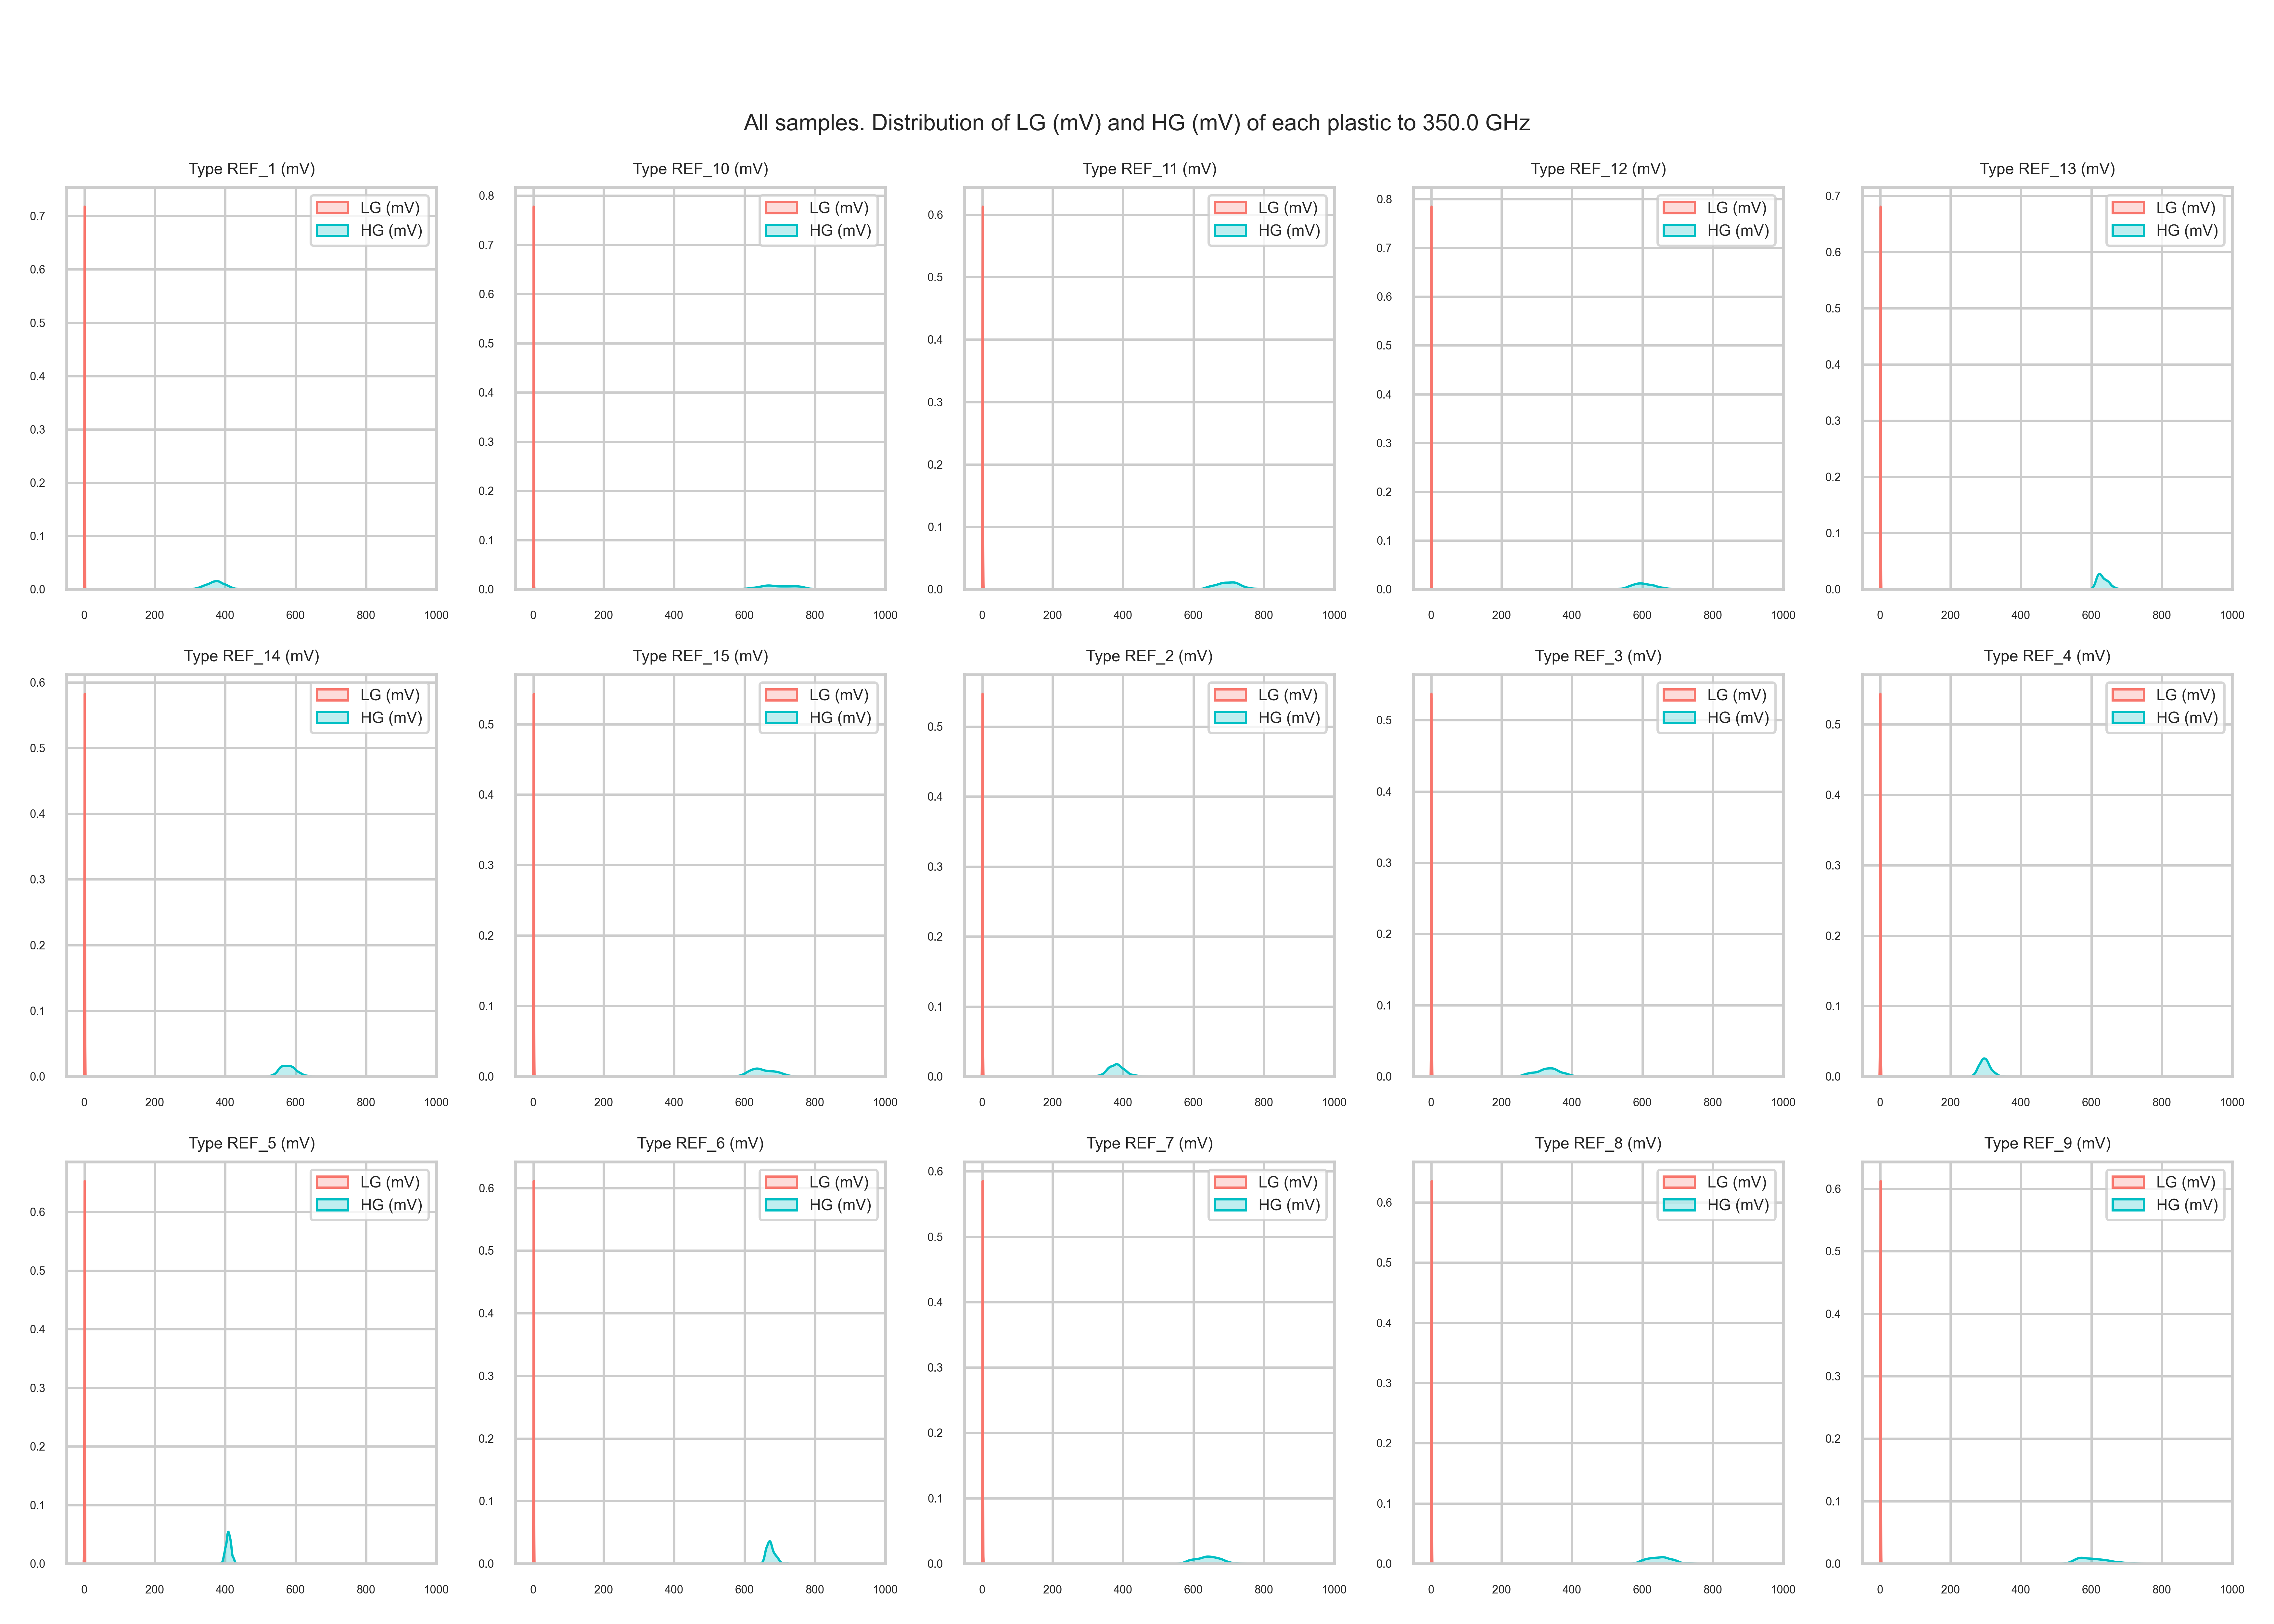 All samples. Distribution of LG (mV) and HG (mV) of each plastic to 350.0 GHz
Type REF_1 (mV)
LG (mV)
HG (mV)
0.7
0.6
0.5
0.4
0.3
0.2
0.1
0.0
0 200 400 600 800 1000
Type REF_10 (mV)
LG (mV)
HG (mV)
0.8
0.7
0.6
0.5
0.4
0.3
0.2
0.1
0.0
0 200 400 600 800 1000
Type REF_11 (mV)
LG (mV)
HG (mV)
0.6
0.5
0.4
0.3
0.2
0.1
0.0
0 200 400 600 800 1000
Type REF_12 (mV)
LG (mV)
HG (mV)
0.8
0.7
0.6
0.5
0.4
0.3
0.2
0.1
0.0
0 200 400 600 800 1000
Type REF_13 (mV)
LG (mV)
HG (mV)
0.7
0.6
0.5
0.4
0.3
0.2
0.1
0.0
0 200 400 600 800 1000
Type REF_14 (mV)
LG (mV)
HG (mV)
0.6
0.5
0.4
0.3
0.2
0.1
0.0
0 200 400 600 800 1000
Type REF_15 (mV)
LG (mV)
HG (mV)
0.5
0.4
0.3
0.2
0.1
0.0
0 200 400 600 800 1000
Type REF_2 (mV)
LG (mV)
HG (mV)
0.5
0.4
0.3
0.2
0.1
0.0
0 200 400 600 800 1000
Type REF_3 (mV)
LG (mV)
HG (mV)
0.5
0.4
0.3
0.2
0.1
0.0
0 200 400 600 800 1000
Type REF_4 (mV)
LG (mV)
HG (mV)
0.5
0.4
0.3
0.2
0.1
0.0
0 200 400 600 800 1000
Type REF_5 (mV)
LG (mV)
HG (mV)
0.6
0.5
0.4
0.3
0.2
0.1
0.0
0 200 400 600 800 1000
Type REF_6 (mV)
LG (mV)
HG (mV)
0.6
0.5
0.4
0.3
0.2
0.1
0.0
0 200 400 600 800 1000
Type REF_7 (mV)
LG (mV)
HG (mV)
0.6
0.5
0.4
0.3
0.2
0.1
0.0
0 200 400 600 800 1000
Type REF_8 (mV)
LG (mV)
HG (mV)
0.6
0.5
0.4
0.3
0.2
0.1
0.0
0 200 400 600 800 1000
Type REF_9 (mV)
LG (mV)
HG (mV)
0.6
0.5
0.4
0.3
0.2
0.1
0.0
0 200 400 600 800 1000